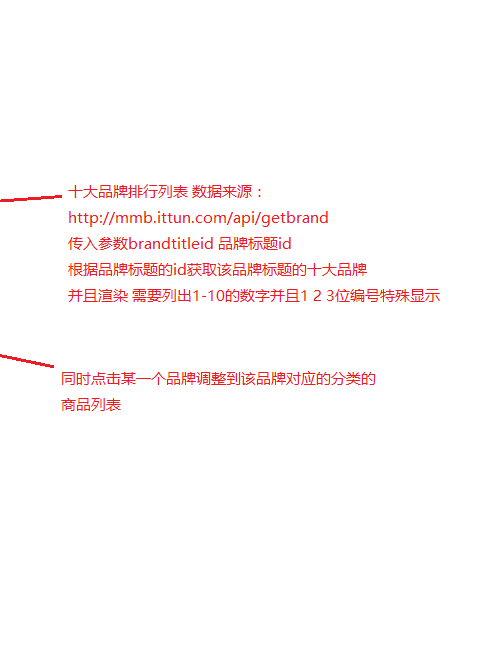 十大品牌排行列表 数据来源：
http://mmb.ittun.com/api/getbrand
传入参数brandtitleid 品牌标题id
根据品牌标题的id获取该品牌标题的十大品牌
并且渲染 需要列出1-10的数字并且1 2 3位编号特殊显示
同时点击某一个品牌调整到该品牌对应的分类的
商品列表